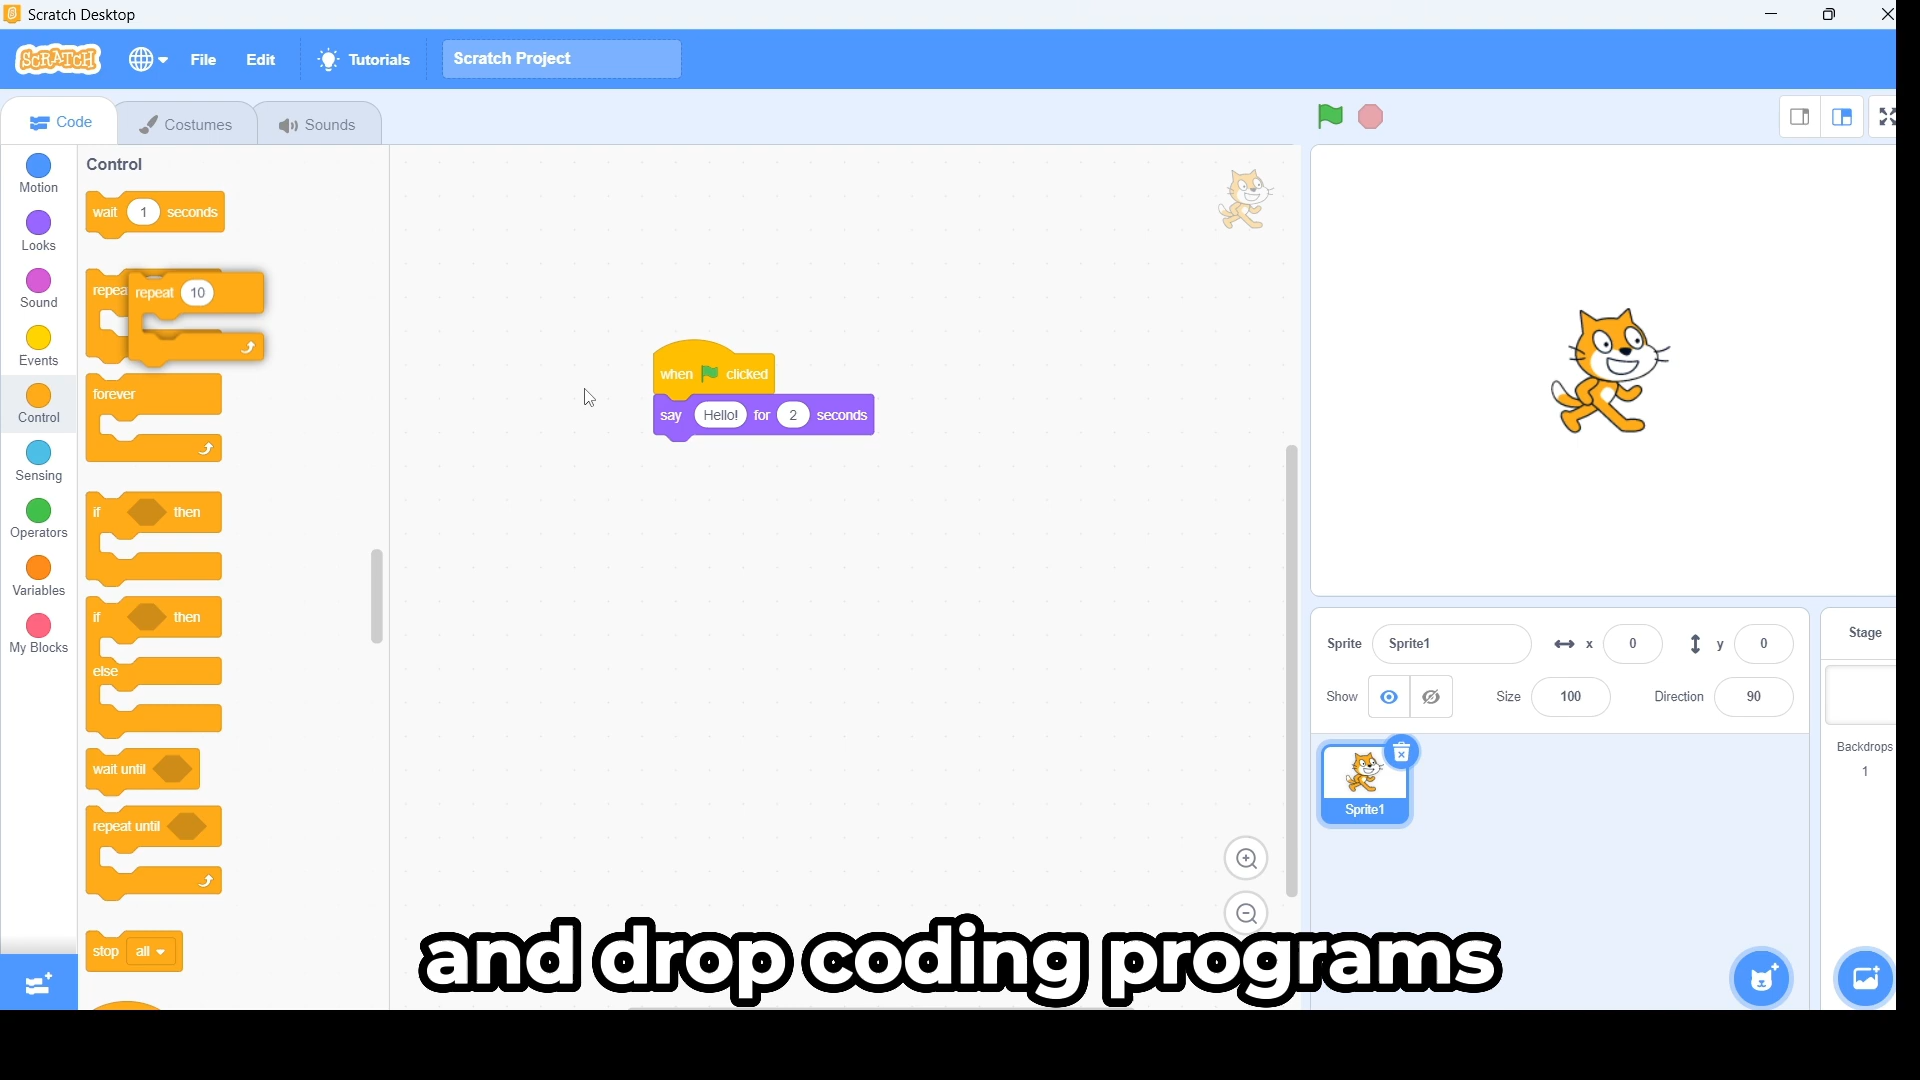 Scratch Desktop
SCRATCH
File
Edit
Tutorials
Scratch Project
Code
Costumes
Sounds
Motion
Looks
Sound
Events
Control
Sensing
Operators
Variables
My Blocks
Control
wait 1 seconds
repea
repeat 10
forever
if then
if then
else
wait until
repeat until
stop all
when clicked
say Hello! for 2 seconds
Sprite Sprite1 x 0 y 0
Show Size 100 Direction 90
Sprite1
Stage
Backdrops
1
and drop coding programs